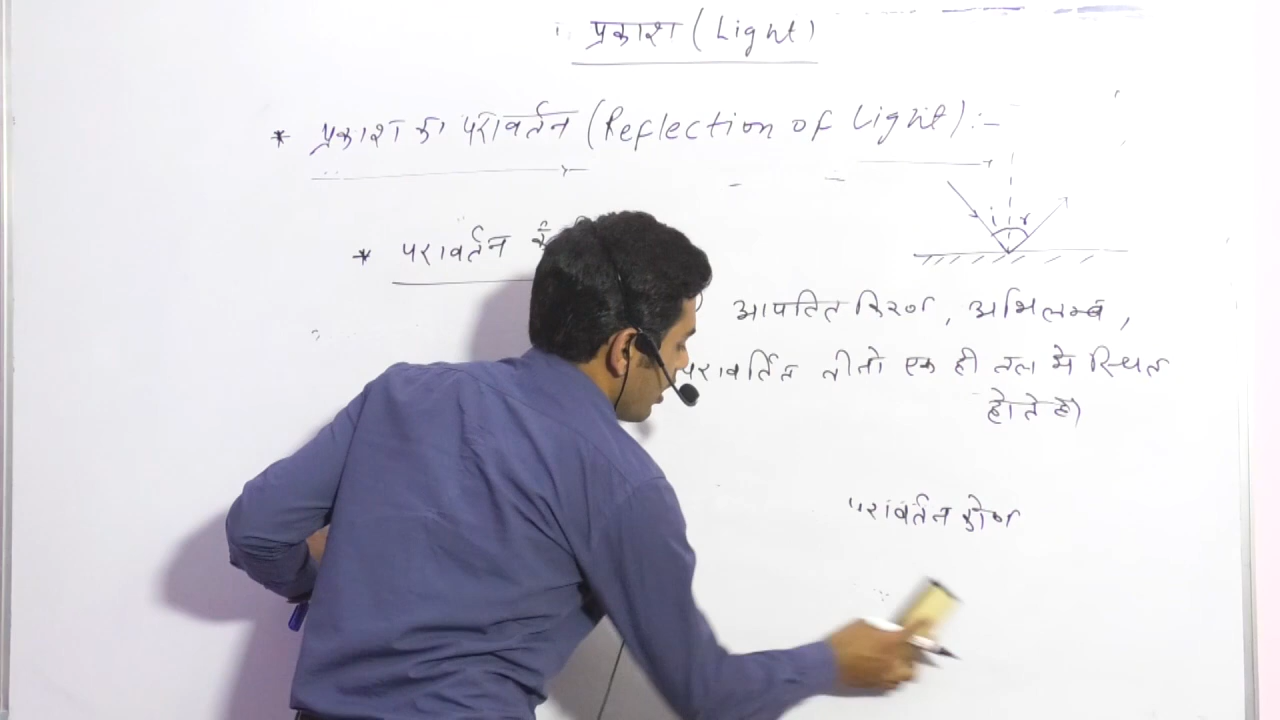 प्रकाश (Light)
* प्रकाश का परावर्तन (Reflection of Light) :-
i r
* परावर्तन के
आपतित किरण, अभिलम्ब,
परावर्तित तीनो एक ही तल मे स्थित
होते है।
परावर्तन कोण